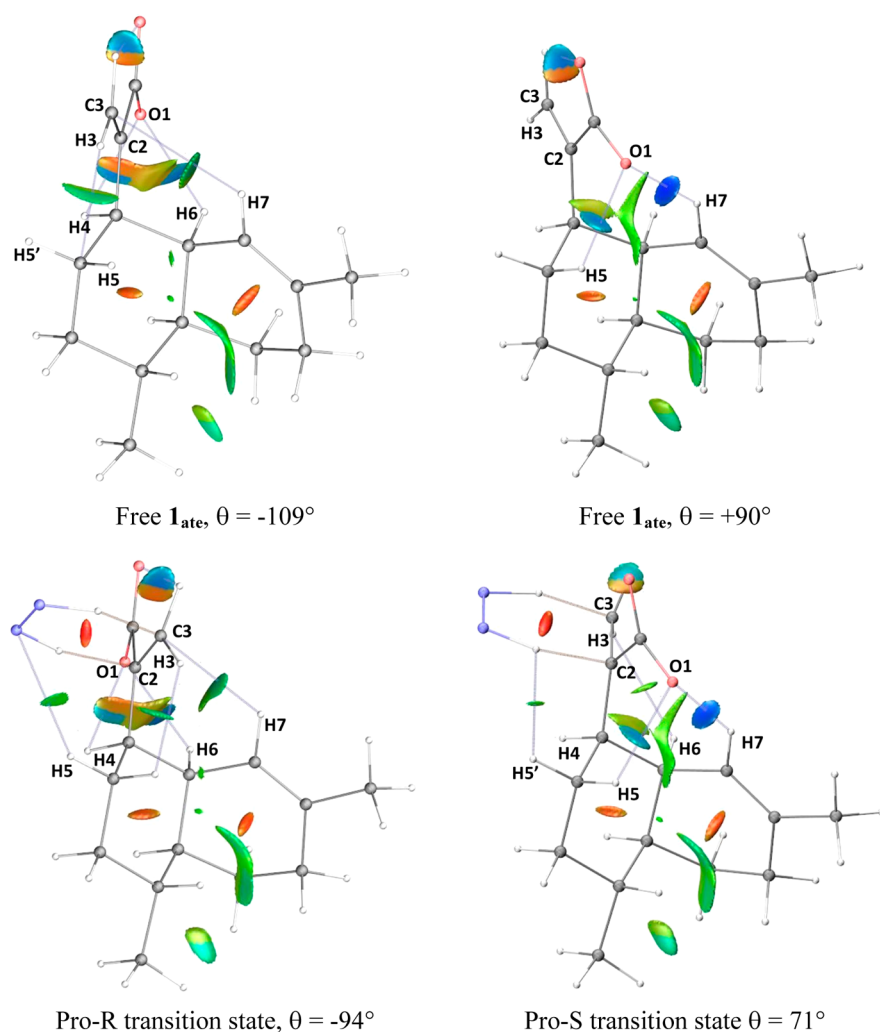 C3
O1
H3
C2
H4
H6
H7
H5'
H5
Free 1ate, θ = -109°
C3
H3
C2
O1
H7
H5
Free 1ate, θ = +90°
C3
H3
O1
C2
H7
H5
H4
H6
Pro-R transition state, θ = -94°
C3
H3
C2
O1
H4
H6
H7
H5'
H5
Pro-S transition state θ = 71°